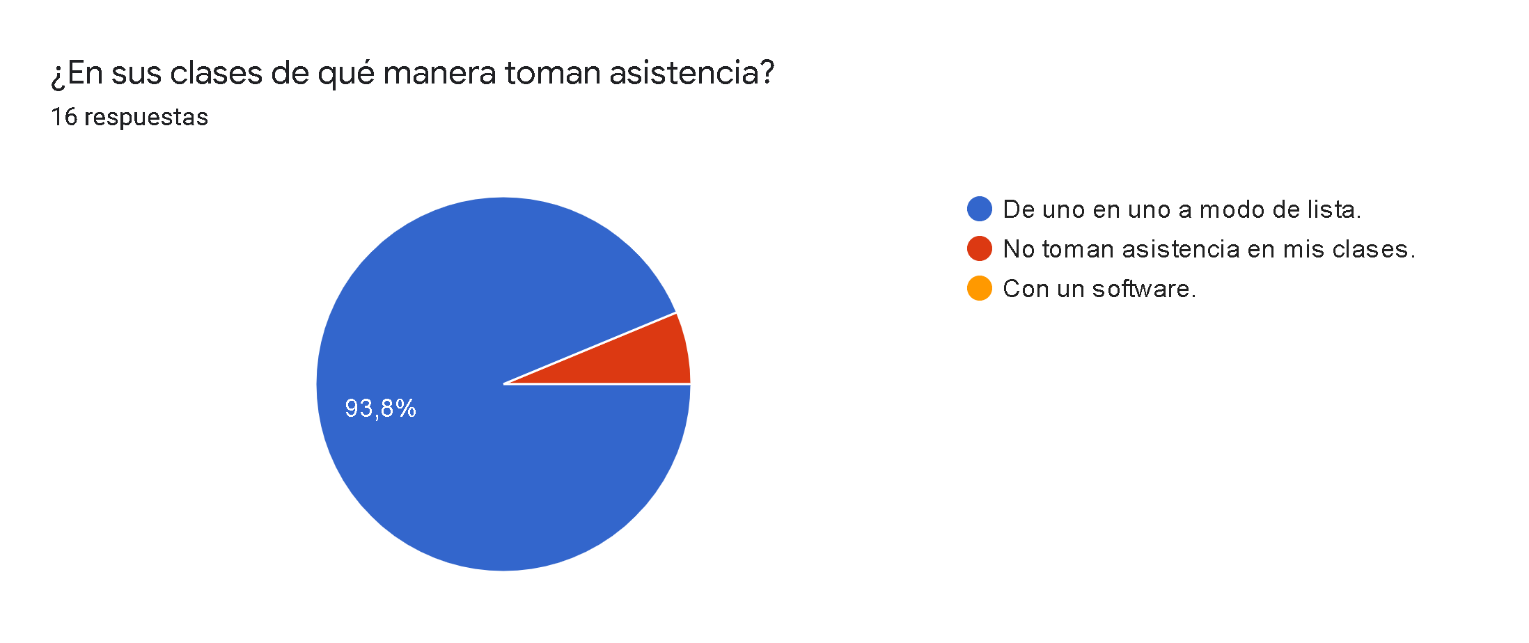 ¿En sus clases de qué manera toman asistencia?
16 respuestas
De uno en uno a modo de lista.
No toman asistencia en mis clases.
Con un software.
93,8%